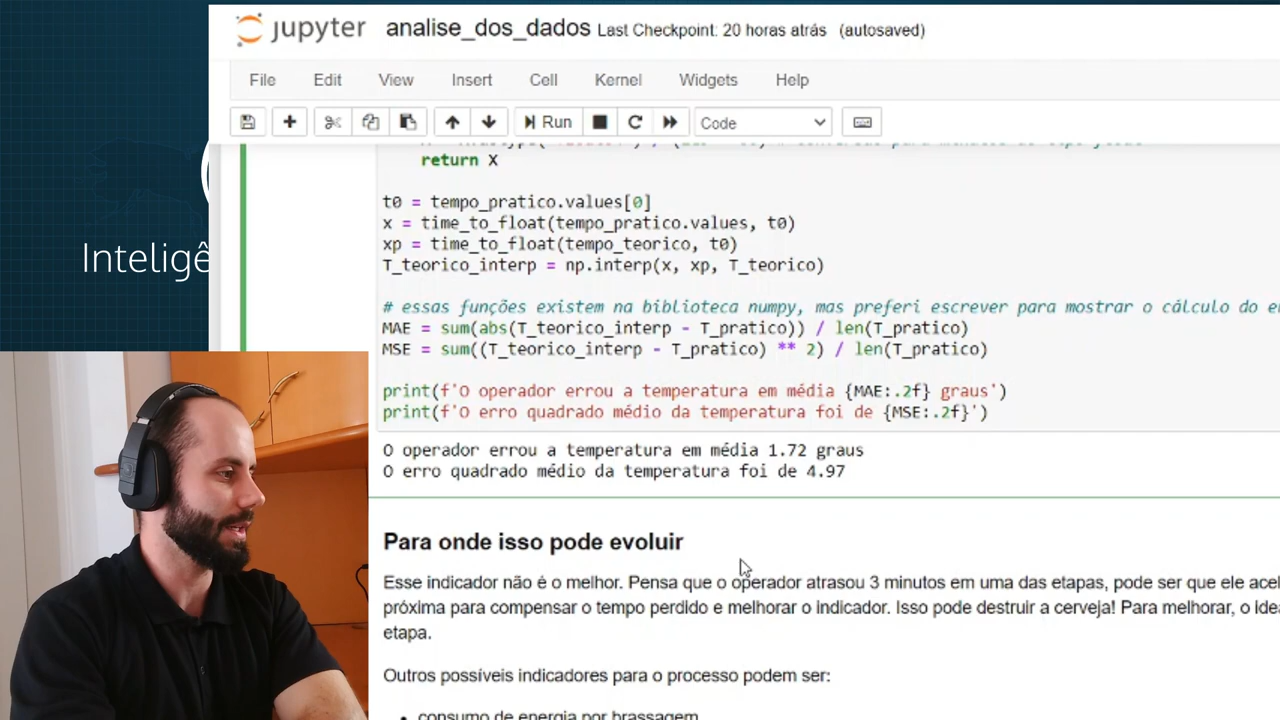 jupyter analise_dos_dados Last Checkpoint: 20 horas atrás (autosaved)
File Edit View Insert Cell Kernel Widgets Help
Run Code
return X
t0 = tempo_pratico.values[0]
x = time_to_float(tempo_pratico.values, t0)
xp = time_to_float(tempo_teorico, t0)
T_teorico_interp = np.interp(x, xp, T_teorico)
Inteligê
# essas funções existem na biblioteca numpy, mas preferi escrever para mostrar o cálculo do
MAE = sum(abs(T_teorico_interp - T_pratico)) / len(T_pratico)
MSE = sum((T_teorico_interp - T_pratico) ** 2) / len(T_pratico)
print(f'O operador errou a temperatura em média {MAE:.2f} graus')
print(f'O erro quadrado médio da temperatura foi de {MSE:.2f}')
O operador errou a temperatura em média 1.72 graus
O erro quadrado médio da temperatura foi de 4.97
Para onde isso pode evoluir
Esse indicador não é o melhor. Pensa que o operador atrasou 3 minutos em uma das etapas, pode ser que ele acel
próxima para compensar o tempo perdido e melhorar o indicador. Isso pode destruir a cerveja! Para melhorar, o idea
etapa.
Outros possíveis indicadores para o processo podem ser:
• consumo de energia por brassagem